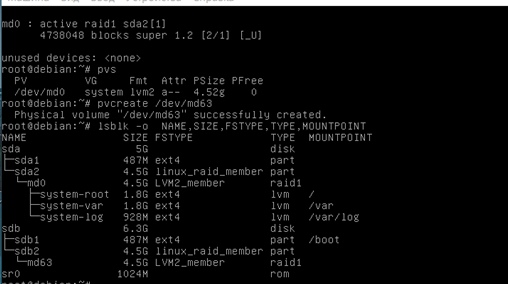 md0 : active raid1 sda2[1]
      4738048 blocks super 1.2 [2/1] [_U]

unused devices: <none>
root@debian:~# pvs
  PV         VG     Fmt  Attr PSize PFree
  /dev/md0   system lvm2 a--  4.52g    0
root@debian:~# pvcreate /dev/md63
  Physical volume "/dev/md63" successfully created.
root@debian:~# lsblk -o  NAME,SIZE,FSTYPE,TYPE,MOUNTPOINT
NAME                SIZE FSTYPE            TYPE  MOUNTPOINT
sda                   5G                   disk
├─sda1              487M ext4              part
└─sda2              4.5G linux_raid_member part
  └─md0             4.5G LVM2_member       raid1
    ├─system-root   1.8G ext4              lvm   /
    ├─system-var    1.8G ext4              lvm   /var
    └─system-log    928M ext4              lvm   /var/log
sdb                 6.3G                   disk
├─sdb1              487M ext4              part  /boot
└─sdb2              4.5G linux_raid_member part
  └─md63            4.5G LVM2_member       raid1
sr0                1024M                   rom